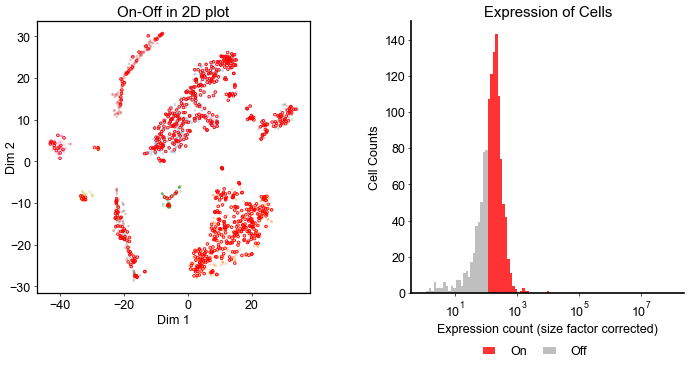 On-Off in 2D plot
Dim 2
30
20
10
0
−10
−20
−30
−40
−20
0
20
Dim 1
Expression of Cells
Cell Counts
140
120
100
80
60
40
20
0
10^1
10^3
10^5
10^7
Expression count (size factor corrected)
On
Off